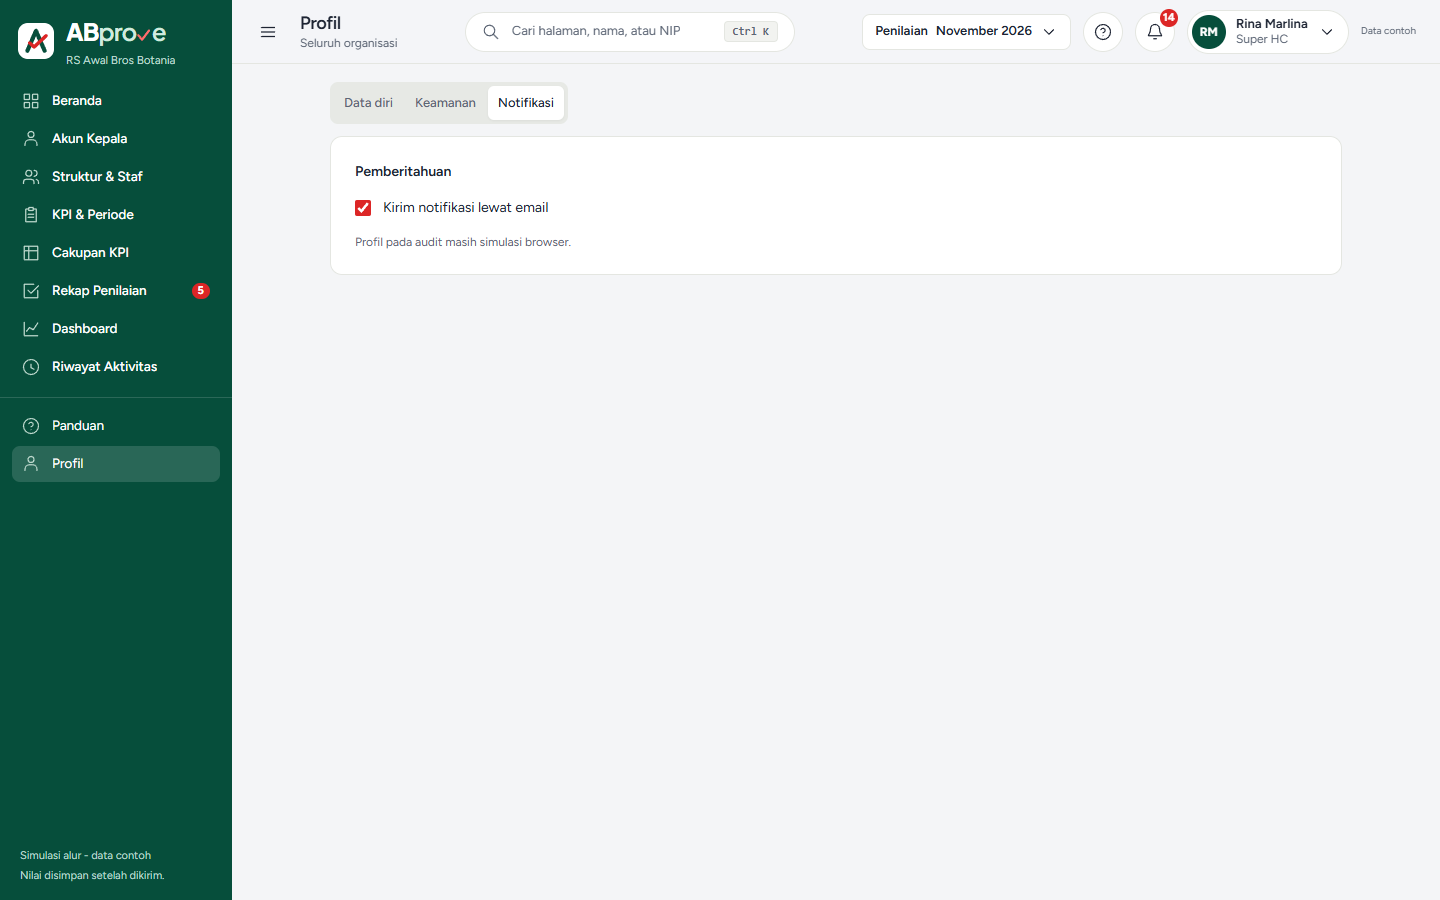 ABprove
RS Awal Bros Botania
Beranda
Akun Kepala
Struktur & Staf
KPI & Periode
Cakupan KPI
Rekap Penilaian 5
Dashboard
Riwayat Aktivitas
Panduan
Profil
Simulasi alur - data contoh
Nilai disimpan setelah dikirim.
Profil
Seluruh organisasi
Cari halaman, nama, atau NIP Ctrl K
Penilaian November 2026
14
RM
Rina Marlina
Super HC
Data contoh
Data diri Keamanan Notifikasi
Pemberitahuan
Kirim notifikasi lewat email
Profil pada audit masih simulasi browser.